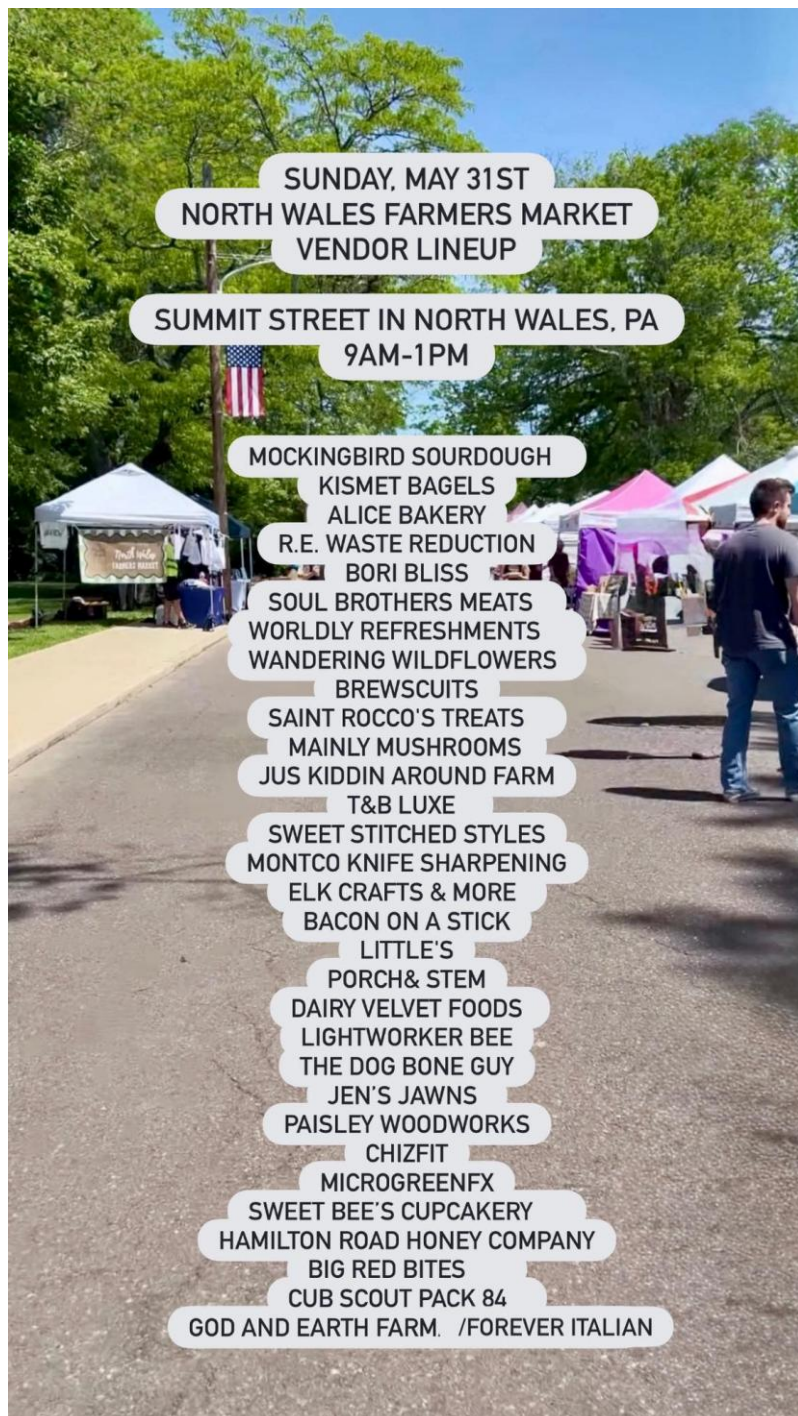 SUNDAY, MAY 31ST
NORTH WALES FARMERS MARKET
VENDOR LINEUP
SUMMIT STREET IN NORTH WALES, PA
9AM-1PM
MOCKINGBIRD SOURDOUGH
KISMET BAGELS
ALICE BAKERY
R.E. WASTE REDUCTION
BORI BLISS
SOUL BROTHERS MEATS
WORLDLY REFRESHMENTS
WANDERING WILDFLOWERS
BREWSCUITS
SAINT ROCCO'S TREATS
MAINLY MUSHROOMS
JUS KIDDIN AROUND FARM
T&B LUXE
SWEET STITCHED STYLES
MONTCO KNIFE SHARPENING
ELK CRAFTS & MORE
BACON ON A STICK
LITTLE'S
PORCH& STEM
DAIRY VELVET FOODS
LIGHTWORKER BEE
THE DOG BONE GUY
JEN'S JAWNS
PAISLEY WOODWORKS
CHIZFIT
MICROGREENFX
SWEET BEE'S CUPCAKERY
HAMILTON ROAD HONEY COMPANY
BIG RED BITES
CUB SCOUT PACK 84
GOD AND EARTH FARM. /FOREVER ITALIAN
North Wales
FARMERS MARKET